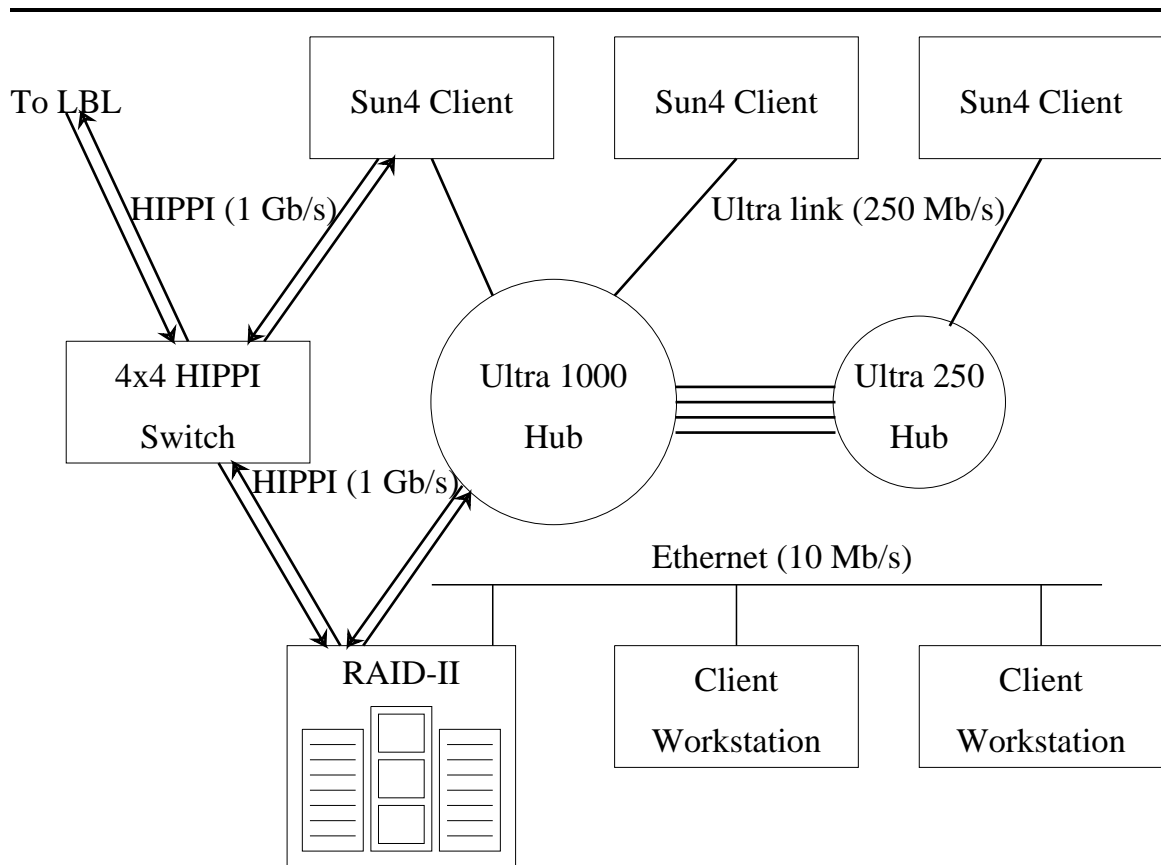 Sun4 Client
Sun4 Client
Sun4 Client
To LBL
HIPPI (1 Gb/s)
Ultra link (250 Mb/s)
4x4 HIPPI
Switch
Ultra 1000
Hub
Ultra 250
Hub
HIPPI (1 Gb/s)
Ethernet (10 Mb/s)
RAID-II
Client
Workstation
Client
Workstation